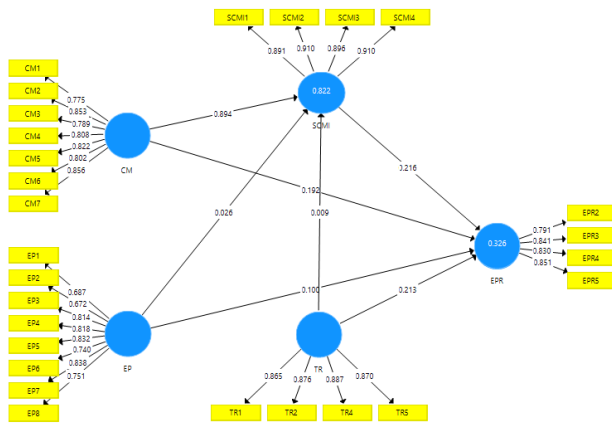 SCMI1 SCMI2 SCMI3 SCMI4
0.891 0.910 0.896 0.910
CM1
CM2
CM3
CM4
CM5
CM6
CM7
0.775
0.853
0.789
0.808
0.822
0.802
0.856
CM
0.822
SCMI
0.894
0.026
0.192
0.009
0.216
0.100
0.213
0.326
EPR
0.791
0.841
0.830
0.851
EPR2
EPR3
EPR4
EPR5
EP1
EP2
EP3
EP4
EP5
EP6
EP7
EP8
0.687
0.672
0.814
0.818
0.832
0.740
0.838
0.751
EP
TR
0.865 0.876 0.887 0.870
TR1 TR2 TR4 TR5